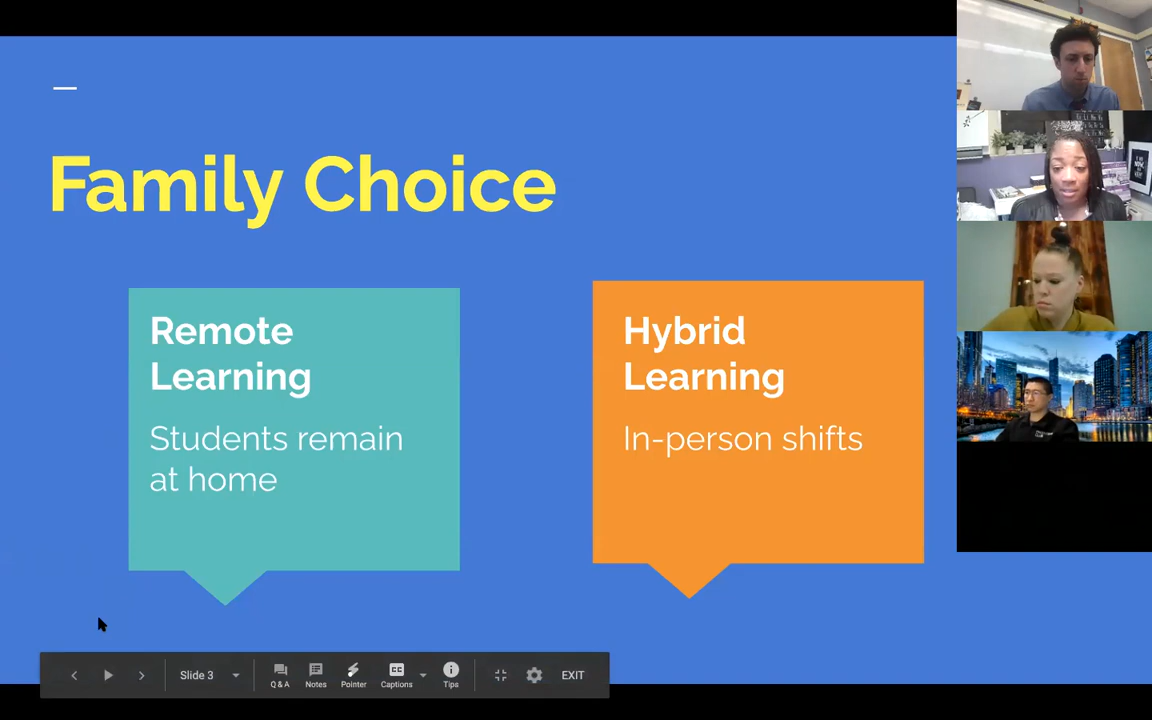 Family Choice
Remote
Learning
Students remain
at home
Hybrid
Learning
In-person shifts
Slide 3
Q & A
Notes
Pointer
CC
Captions
Tips
EXIT